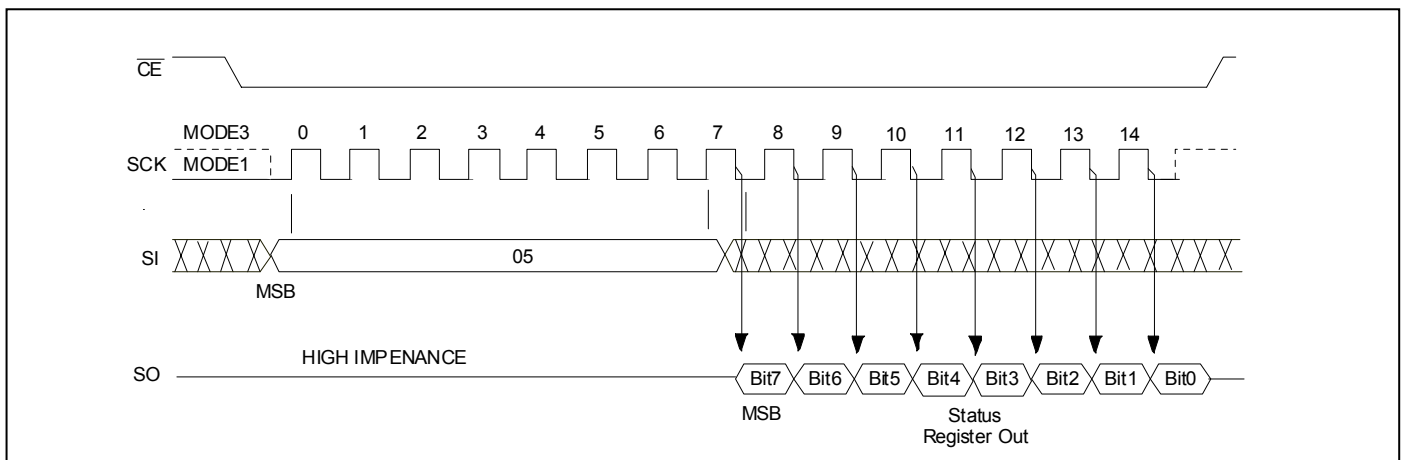 CE
MODE3 0 1 2 3 4 5 6 7 8 9 10 11 12 13 14
SCK MODE1
SI 05
MSB
HIGH IMPENANCE
SO Bit7 Bit6 Bit5 Bit4 Bit3 Bit2 Bit1 Bit0
MSB Status
Register Out